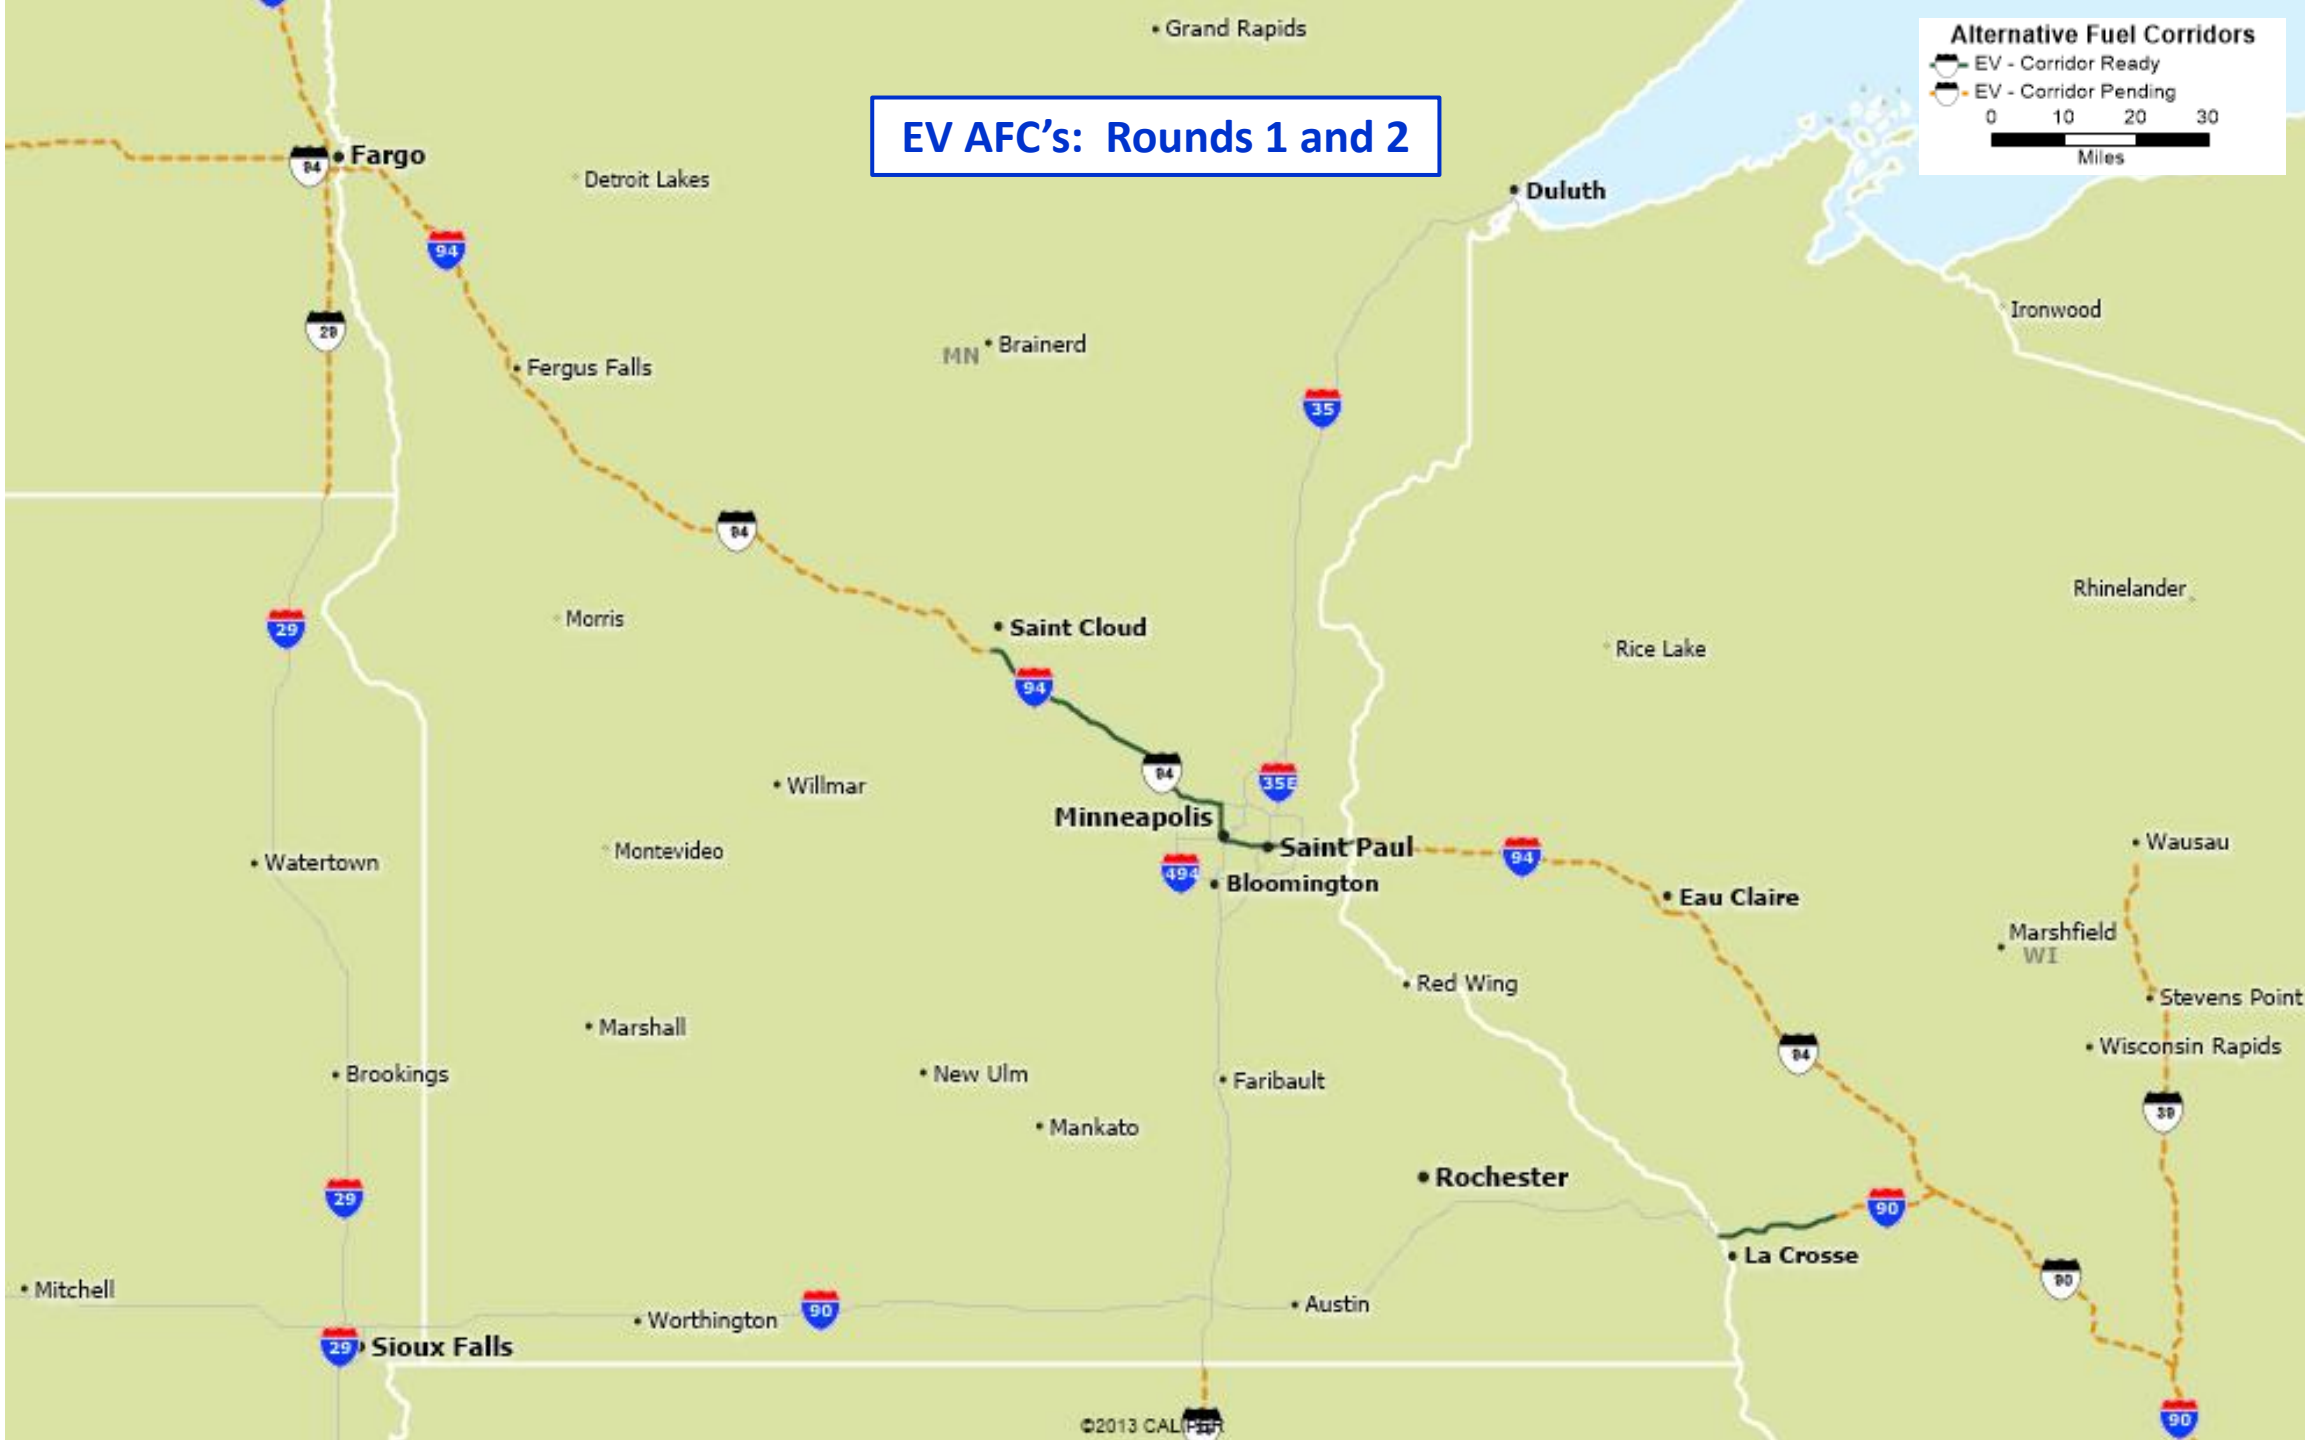 Grand Rapids
Alternative Fuel Corridors
EV - Corridor Ready
EV - Corridor Pending
0 10 20 30
Miles
EV AFC's: Rounds 1 and 2
94
Fargo
Detroit Lakes
Duluth
94
29
Ironwood
MN
Brainerd
Fergus Falls
35
94
Rhinelander
29
Morris
Saint Cloud
Rice Lake
94
94
35E
Willmar
Minneapolis
Saint Paul
94
Wausau
Montevideo
Watertown
494
Bloomington
Eau Claire
Marshfield
WI
Red Wing
Stevens Point
Marshall
Wisconsin Rapids
94
Brookings
New Ulm
Faribault
39
Mankato
Rochester
29
90
La Crosse
90
Mitchell
Austin
90
Worthington
29
Sioux Falls
90
©2013 CALIPER